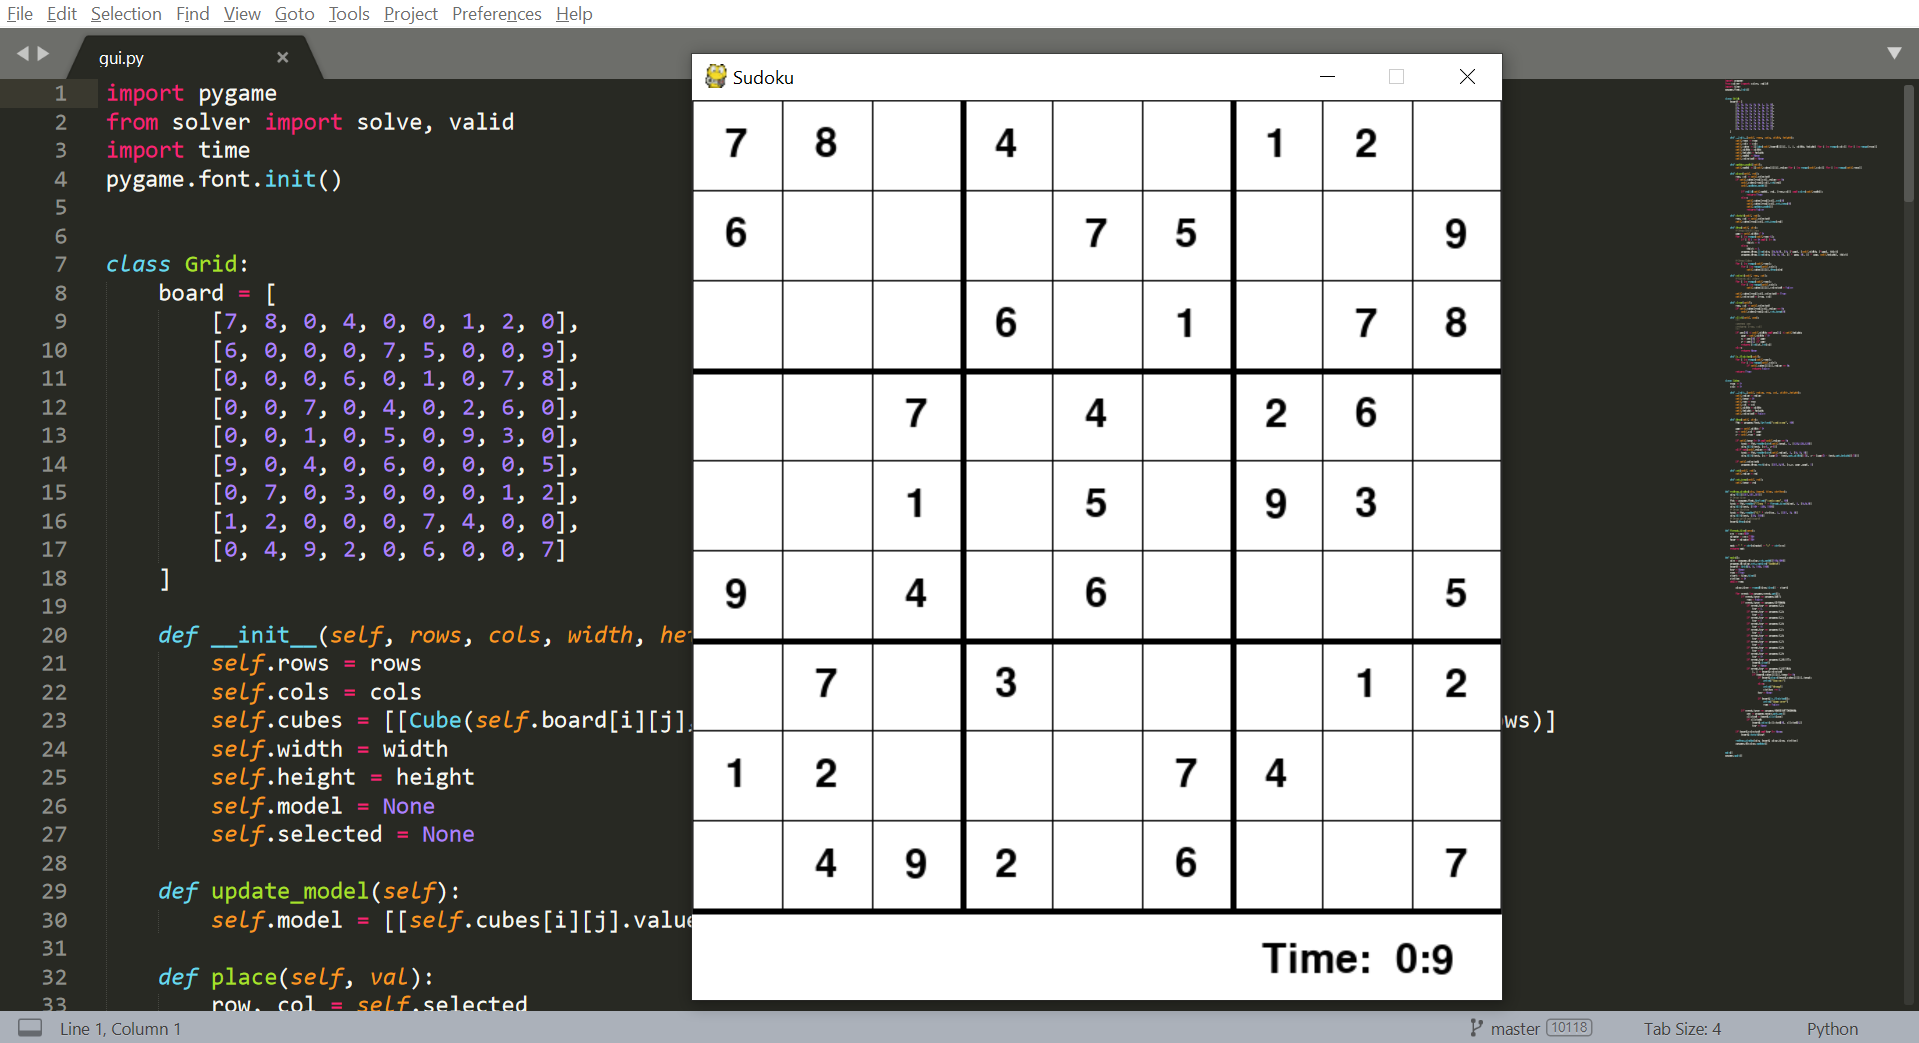 File Edit Selection Find View Goto Tools Project Preferences Help
gui.py
1 import pygame
2 from solver import solve, valid
3 import time
4 pygame.font.init()
5
6
7 class Grid:
8 board = [
9 [7, 8, 0, 4, 0, 0, 1, 2, 0],
10 [6, 0, 0, 0, 7, 5, 0, 0, 9],
11 [0, 0, 0, 6, 0, 1, 0, 7, 8],
12 [0, 0, 7, 0, 4, 0, 2, 6, 0],
13 [0, 0, 1, 0, 5, 0, 9, 3, 0],
14 [9, 0, 4, 0, 6, 0, 0, 0, 5],
15 [0, 7, 0, 3, 0, 0, 0, 1, 2],
16 [1, 2, 0, 0, 0, 7, 4, 0, 0],
17 [0, 4, 9, 2, 0, 6, 0, 0, 7]
18 ]
19
20 def __init__(self, rows, cols, width, he
21 self.rows = rows
22 self.cols = cols
23 self.cubes = [[Cube(self.board[i][j], ws)]
24 self.width = width
25 self.height = height
26 self.model = None
27 self.selected = None
28
29 def update_model(self):
30 self.model = [[self.cubes[i][j].value
31
32 def place(self, val):
33 row, col = self.selected
Sudoku
7 8 4 1 2
6 7 5 9
6 1 7 8
7 4 2 6
1 5 9 3
9 4 6 5
7 3 1 2
1 2 7 4
4 9 2 6 7
Time: 0:9
Line 1, Column 1
master 10118 Tab Size: 4 Python